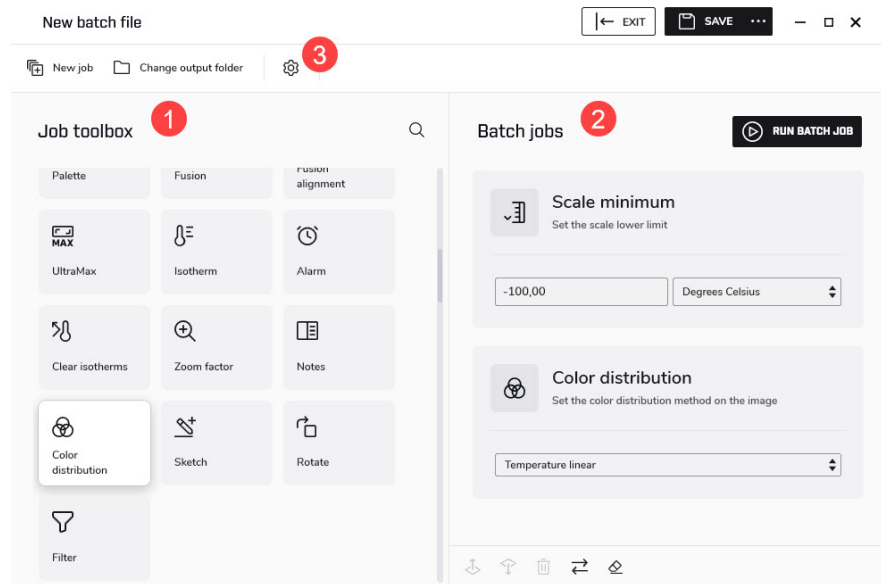 New batch file
EXIT
SAVE
3
New job
Change output folder
Job toolbox
1
Palette
Fusion
Fusion
alignment
MAX
UltraMax
Isotherm
Alarm
Clear isotherms
Zoom factor
Notes
Color
distribution
Sketch
Rotate
Filter
Batch jobs
2
RUN BATCH JOB
Scale minimum
Set the scale lower limit
-100,00
Degrees Celsius
Color distribution
Set the color distribution method on the image
Temperature linear